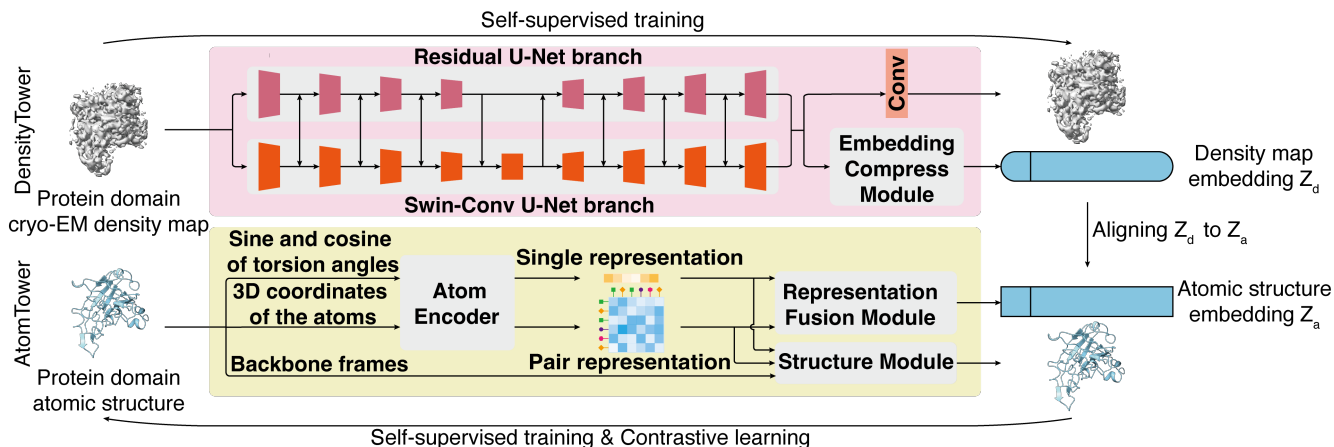 Self-supervised training
DensityTower
Residual U-Net branch
Conv
Embedding
Compress
Module
Swin-Conv U-Net branch
Protein domain
cryo-EM density map
Density map
embedding Z_d
Aligning Z_d to Z_a
AtomTower
Sine and cosine
of torsion angles
3D coordinates
of the atoms
Backbone frames
Atom
Encoder
Single representation
Pair representation
Representation
Fusion Module
Structure Module
Atomic structure
embedding Z_a
Protein domain
atomic structure
Self-supervised training & Contrastive learning